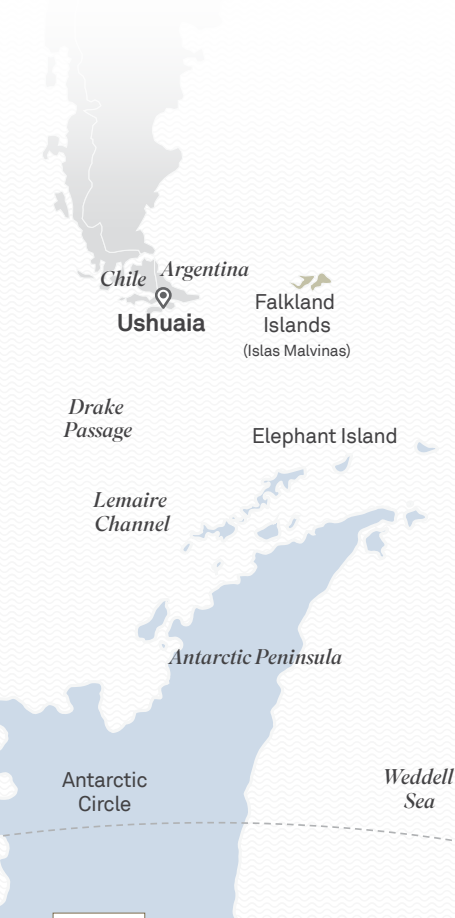 Chile
Argentina
Ushuaia
Falkland
Islands
(Islas Malvinas)
Drake
Passage
Elephant Island
Lemaire
Channel
Antarctic Peninsula
Antarctic
Circle
Weddell
Sea